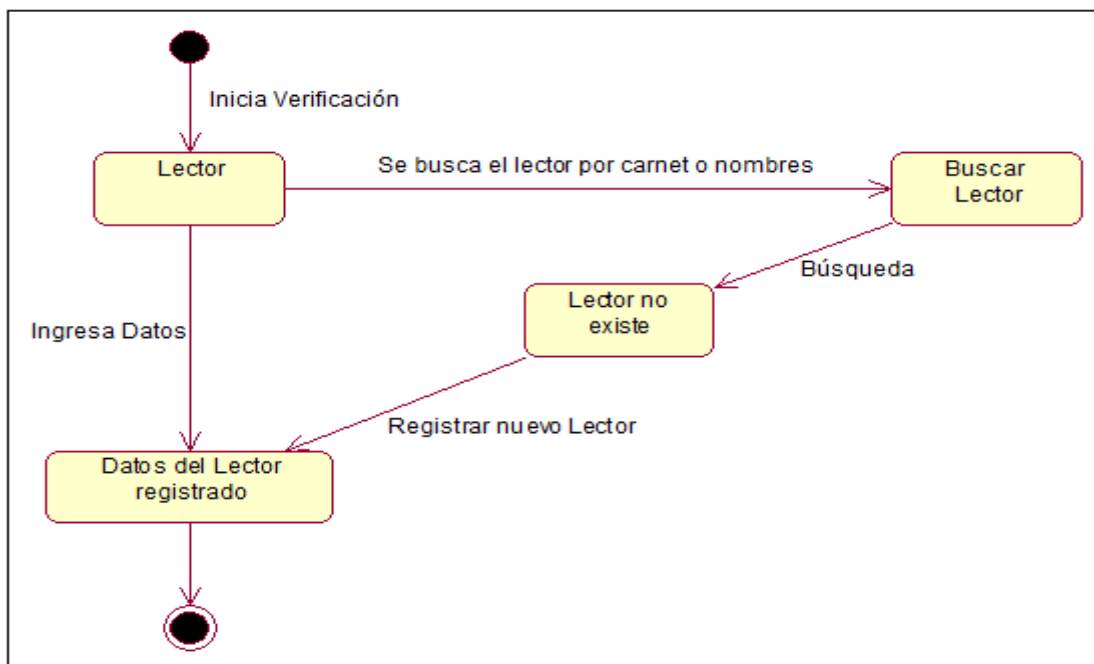 Inicia Verificación
Lector
Se busca el lector por carnet o nombres
Buscar
Lector
Búsqueda
Lector no
existe
Ingresa Datos
Registrar nuevo Lector
Datos del Lector
registrado